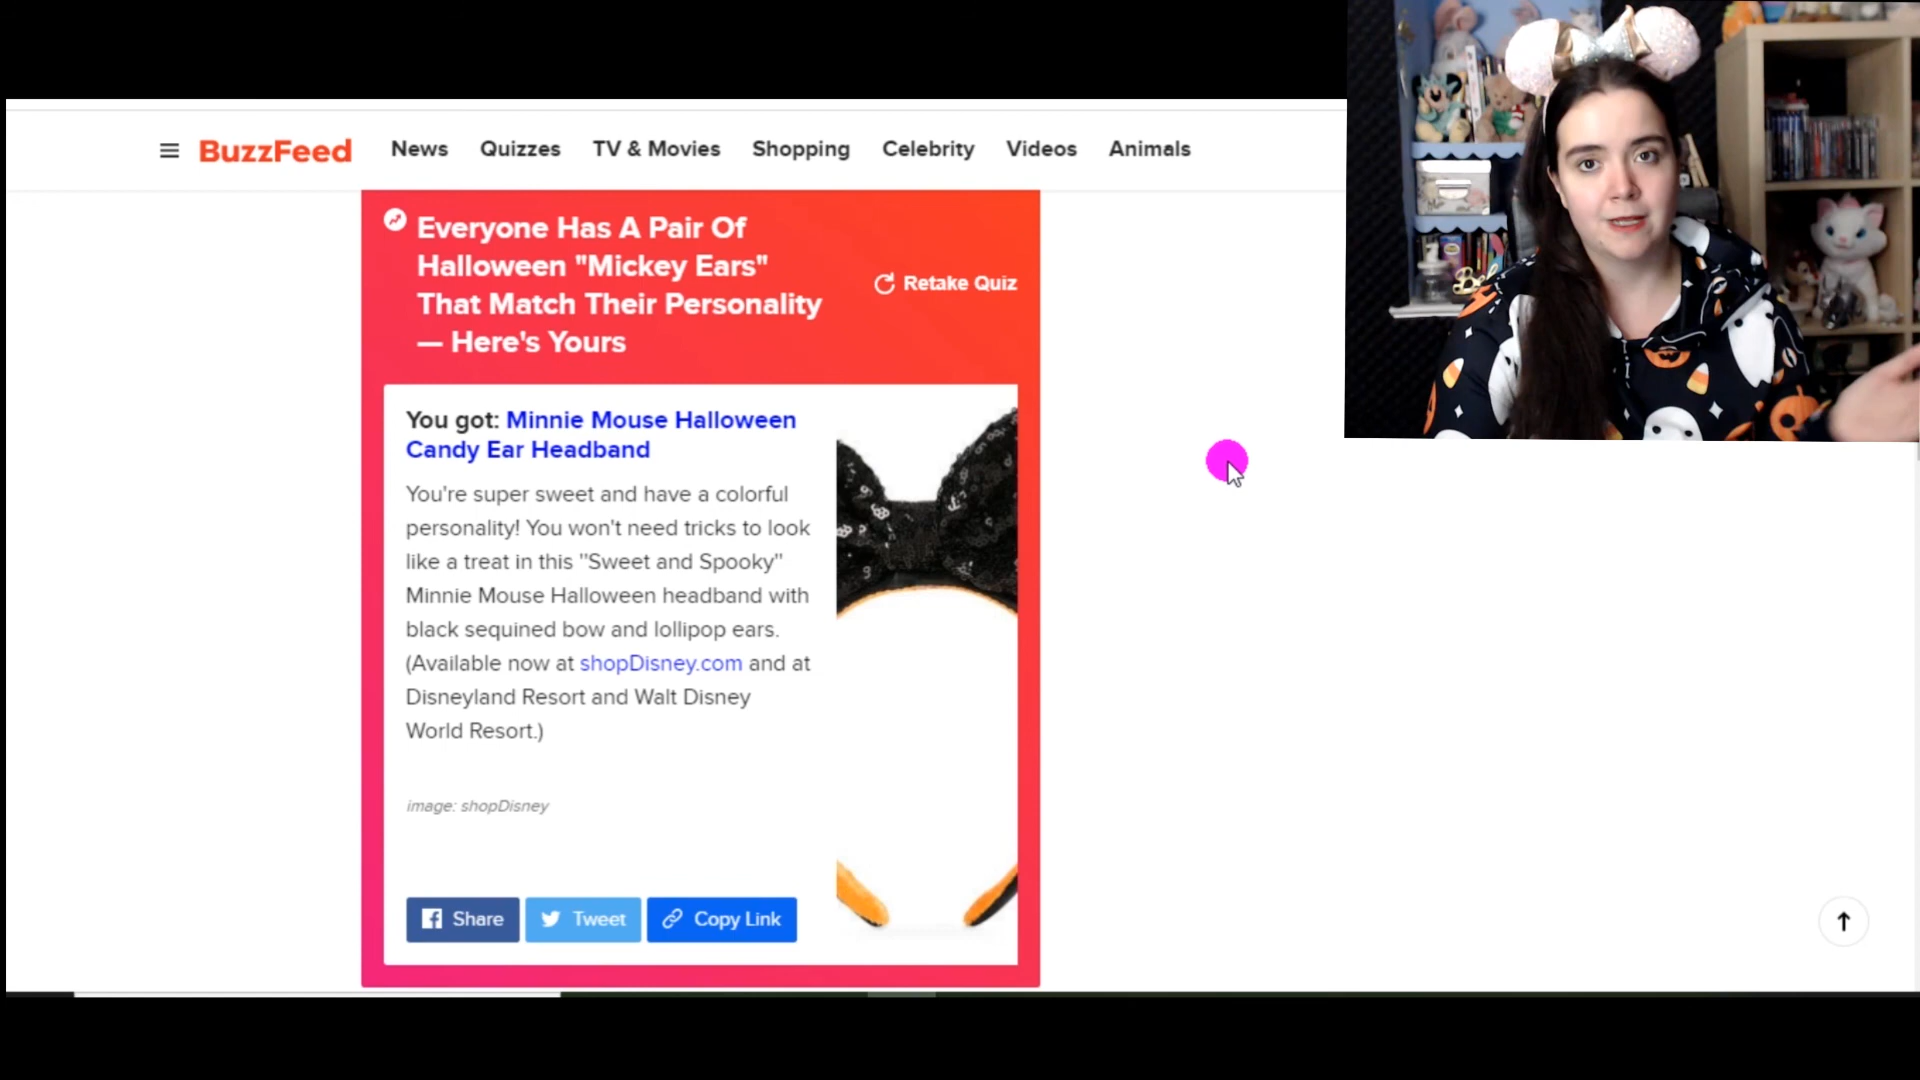 BuzzFeed News Quizzes TV & Movies Shopping Celebrity Videos Animals
Everyone Has A Pair Of
Halloween "Mickey Ears"
That Match Their Personality
— Here's Yours
Retake Quiz
You got: Minnie Mouse Halloween
Candy Ear Headband
You're super sweet and have a colorful
personality! You won't need tricks to look
like a treat in this "Sweet and Spooky"
Minnie Mouse Halloween headband with
black sequined bow and lollipop ears.
(Available now at shopDisney.com and at
Disneyland Resort and Walt Disney
World Resort.)
image: shopDisney
Share Tweet Copy Link